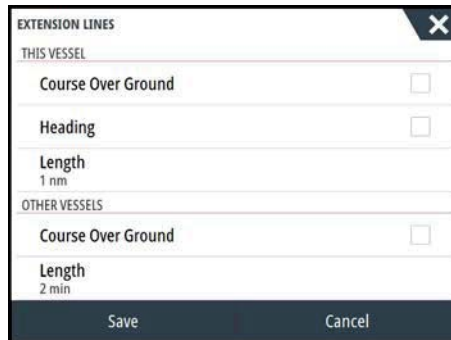 EXTENSION LINES
THIS VESSEL
Course Over Ground
Heading
Length
1 nm
OTHER VESSELS
Course Over Ground
Length
2 min
Save Cancel